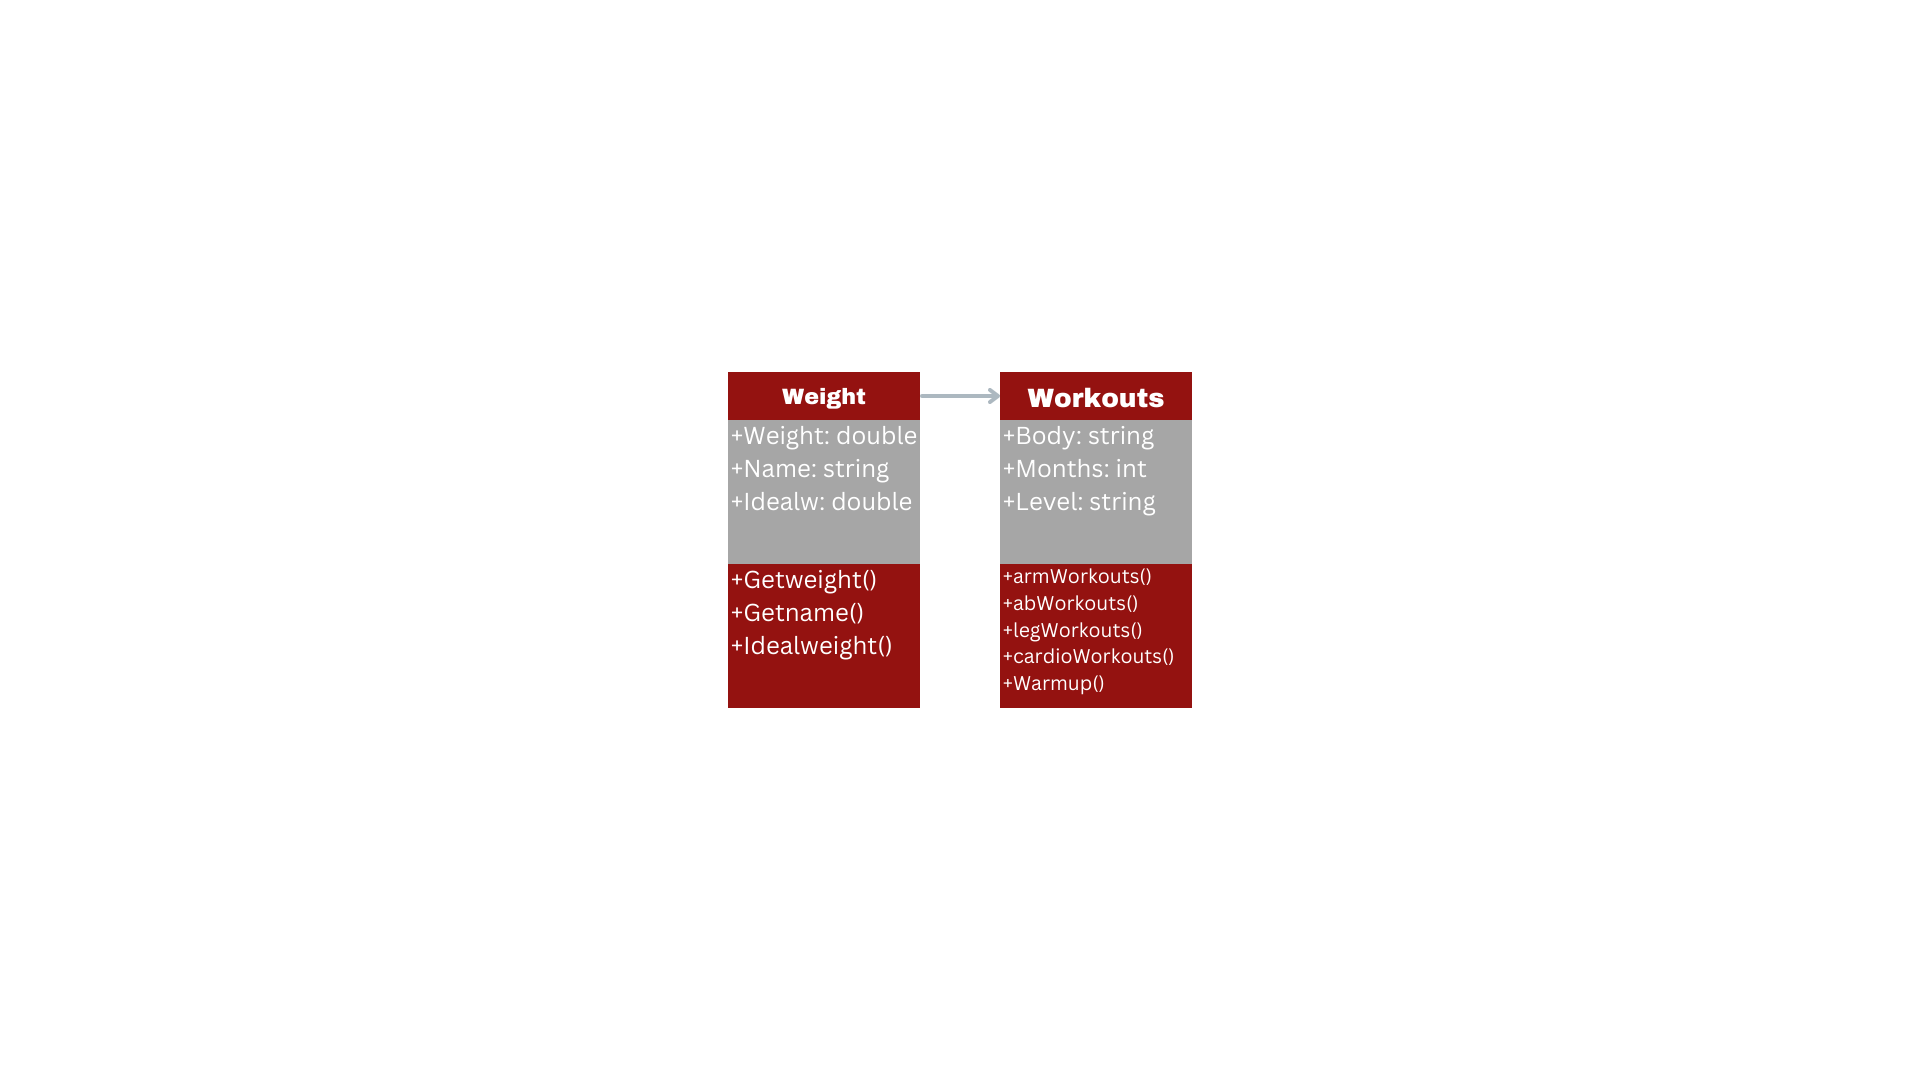 Weight
+Weight: double
+Name: string
+Idealw: double
+Getweight()
+Getname()
+Idealweight()
Workouts
+Body: string
+Months: int
+Level: string
+armWorkouts()
+abWorkouts()
+legWorkouts()
+cardioWorkouts()
+Warmup()